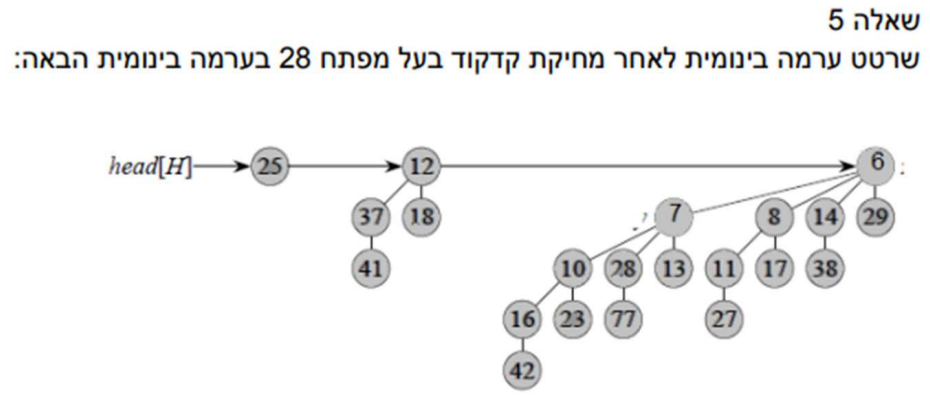 שאלה 5
שרטט ערמה בינומית לאחר מחיקת קדקוד בעל מפתח 28 בערמה בינומית הבאה:
head[H] 25 12 6 :
37 18 7 8 14 29
41 10 28 13 11 17 38
16 23 77 27
42